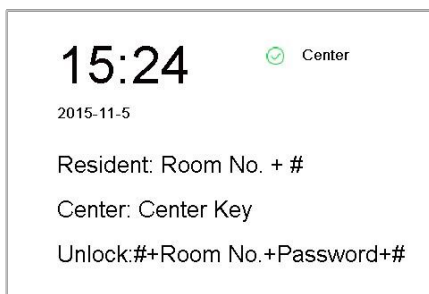 15:24
Center
2015-11-5
Resident: Room No. + #
Center: Center Key
Unlock:#+Room No.+Password+#